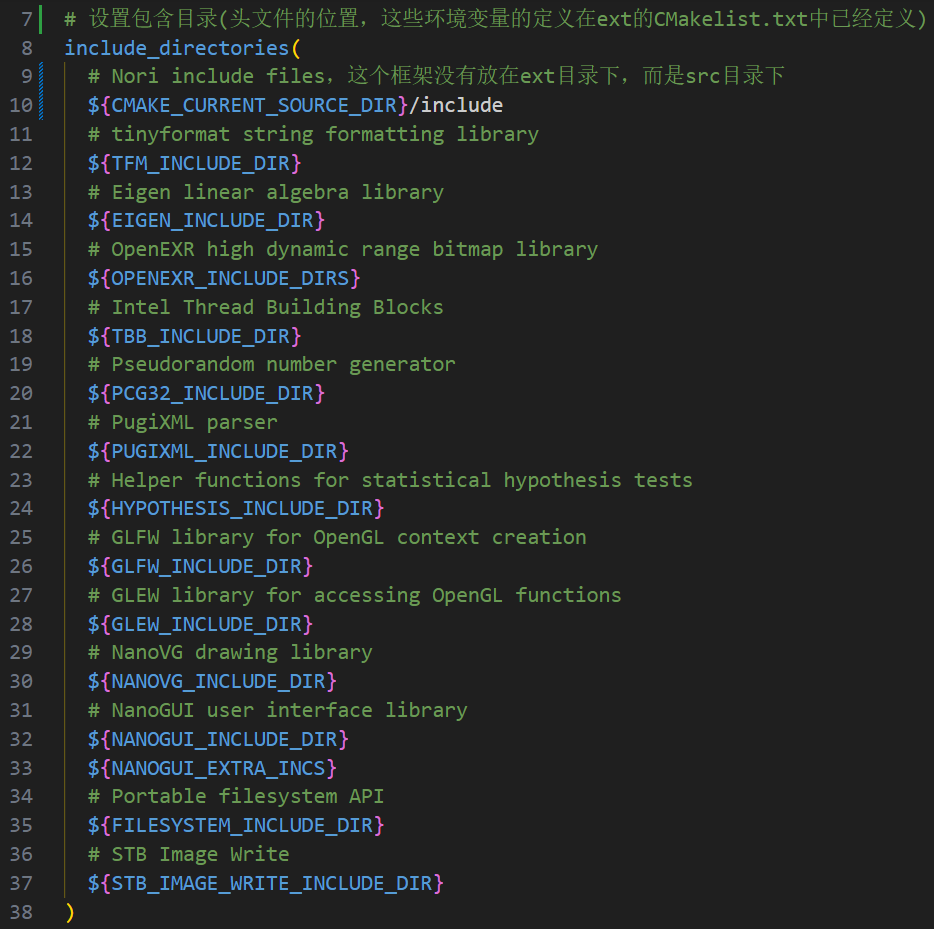 7 # 设置包含目录(头文件的位置，这些环境变量的定义在ext的CMakelist.txt中已经定义)
8 include_directories(
9 # Nori include files，这个框架没有放在ext目录下，而是src目录下
10 ${CMAKE_CURRENT_SOURCE_DIR}/include
11 # tinyformat string formatting library
12 ${TFM_INCLUDE_DIR}
13 # Eigen linear algebra library
14 ${EIGEN_INCLUDE_DIR}
15 # OpenEXR high dynamic range bitmap library
16 ${OPENEXR_INCLUDE_DIRS}
17 # Intel Thread Building Blocks
18 ${TBB_INCLUDE_DIR}
19 # Pseudorandom number generator
20 ${PCG32_INCLUDE_DIR}
21 # PugiXML parser
22 ${PUGIXML_INCLUDE_DIR}
23 # Helper functions for statistical hypothesis tests
24 ${HYPOTHESIS_INCLUDE_DIR}
25 # GLFW library for OpenGL context creation
26 ${GLFW_INCLUDE_DIR}
27 # GLEW library for accessing OpenGL functions
28 ${GLEW_INCLUDE_DIR}
29 # NanoVG drawing library
30 ${NANOVG_INCLUDE_DIR}
31 # NanoGUI user interface library
32 ${NANOGUI_INCLUDE_DIR}
33 ${NANOGUI_EXTRA_INCS}
34 # Portable filesystem API
35 ${FILESYSTEM_INCLUDE_DIR}
36 # STB Image Write
37 ${STB_IMAGE_WRITE_INCLUDE_DIR}
38 )